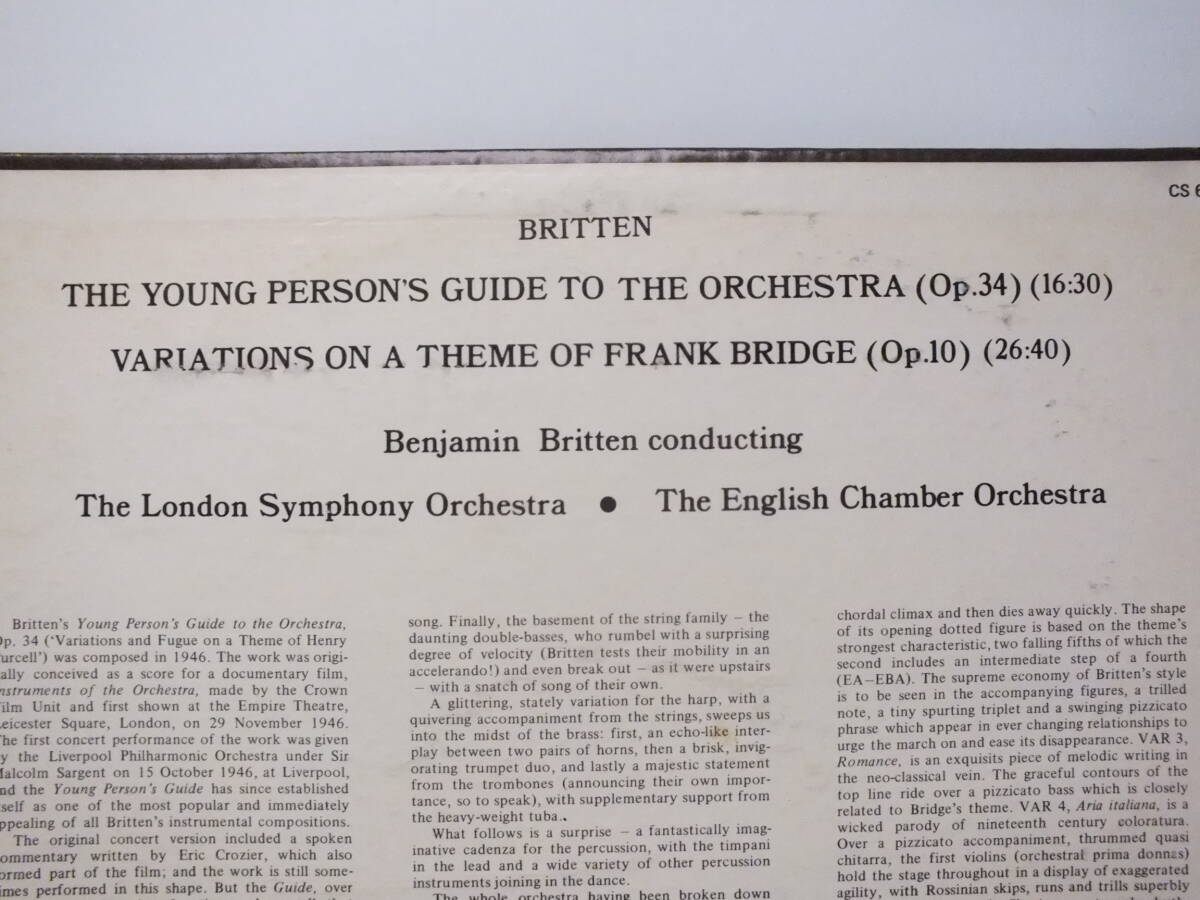 CS 6
BRITTEN
THE YOUNG PERSON'S GUIDE TO THE ORCHESTRA (Op.34) (16:30)
VARIATIONS ON A THEME OF FRANK BRIDGE (Op.10) (26:40)
Benjamin Britten conducting
The London Symphony Orchestra ● The English Chamber Orchestra
Britten's Young Person's Guide to the Orchestra,
Op. 34 ('Variations and Fugue on a Theme of Henry
urcell') was composed in 1946. The work was origi-
ally conceived as a score for a documentary film,
nstruments of the Orchestra, made by the Crown
ilm Unit and first shown at the Empire Theatre,
eicester Square, London, on 29 November 1946.
The first concert performance of the work was given
y the Liverpool Philharmonic Orchestra under Sir
Malcolm Sargent on 15 October 1946, at Liverpool,
nd the Young Person's Guide has since established
tself as one of the most popular and immediately
ppealing of all Britten's instrumental compositions.
The original concert version included a spoken
ommentary written by Eric Crozier, which also
ormed part of the film; and the work is still some-
imes performed in this shape. But the Guide, over
song. Finally, the basement of the string family – the
daunting double-basses, who rumbel with a surprising
degree of velocity (Britten tests their mobility in an
accelerando!) and even break out – as it were upstairs
– with a snatch of song of their own.
A glittering, stately variation for the harp, with a
quivering accompaniment from the strings, sweeps us
into the midst of the brass: first, an echo-like inter-
play between two pairs of horns, then a brisk, invig-
orating trumpet duo, and lastly a majestic statement
from the trombones (announcing their own impor-
tance, so to speak), with supplementary support from
the heavy-weight tuba..
What follows is a surprise – a fantastically imag-
inative cadenza for the percussion, with the timpani
in the lead and a wide variety of other percussion
instruments joining in the dance.
The whole orchestra having been broken down
chordal climax and then dies away quickly. The shape
of its opening dotted figure is based on the theme's
strongest characteristic, two falling fifths of which the
second includes an intermediate step of a fourth
(EA–EBA). The supreme economy of Britten's style
is to be seen in the accompanying figures, a trilled
note, a tiny spurting triplet and a swinging pizzicato
phrase which appear in ever changing relationships to
urge the march on and ease its disappearance. VAR 3,
Romance, is an exquisits piece of melodic writing in
the neo-classical vein. The graceful contours of the
top line ride over a pizzicato bass which is closely
related to Bridge's theme. VAR 4, Aria italiana, is a
wicked parody of nineteenth century coloratura.
Over a pizzicato accompaniment, thrummed quasi
chitarra, the first violins (orchestral prima donnas)
hold the stage throughout in a display of exaggerated
agility, with Rossinian skips, runs and trills superbly